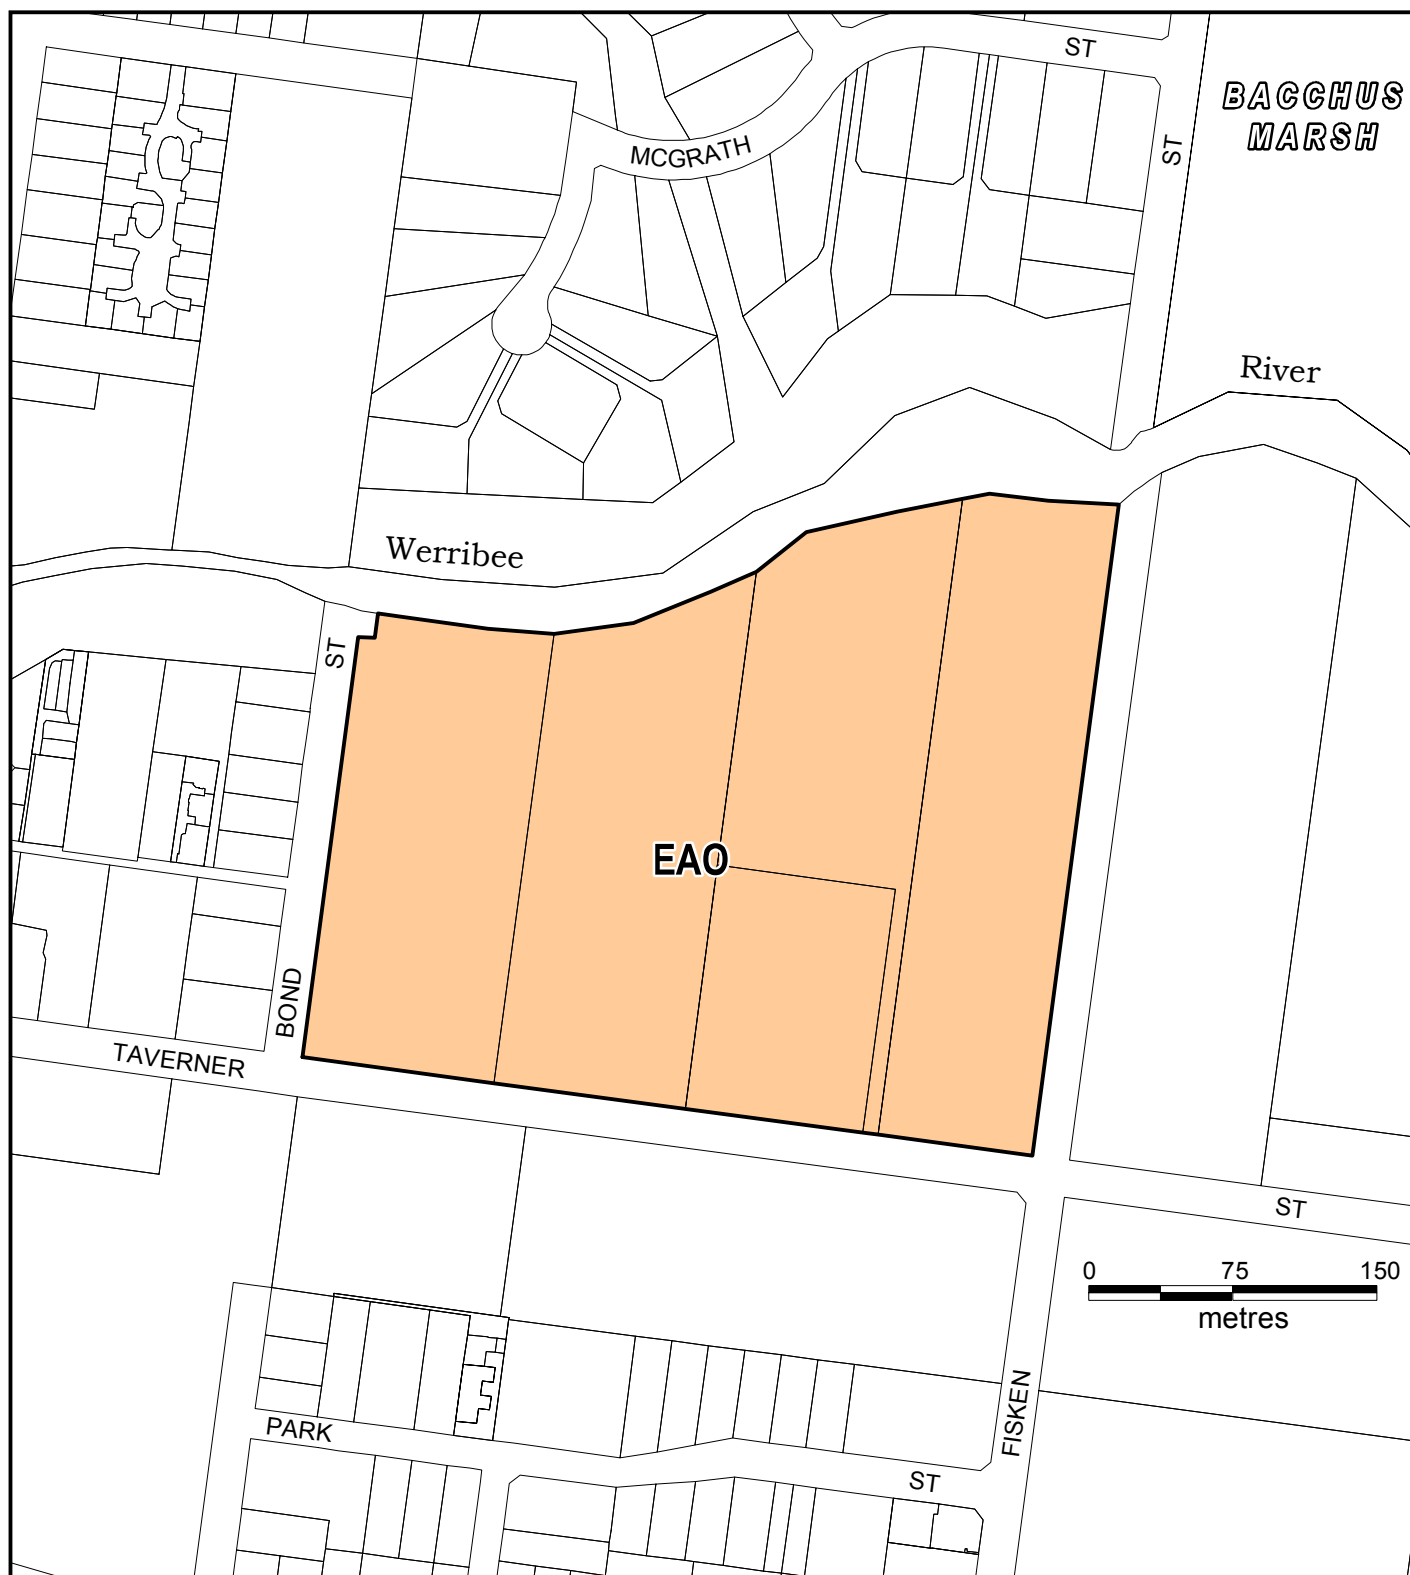 ST
BACCHUS
MARSH
MCGRATH
ST
River
Werribee
ST
EAO
BOND
TAVERNER
ST
0 75 150
metres
FISKEN
PARK
ST